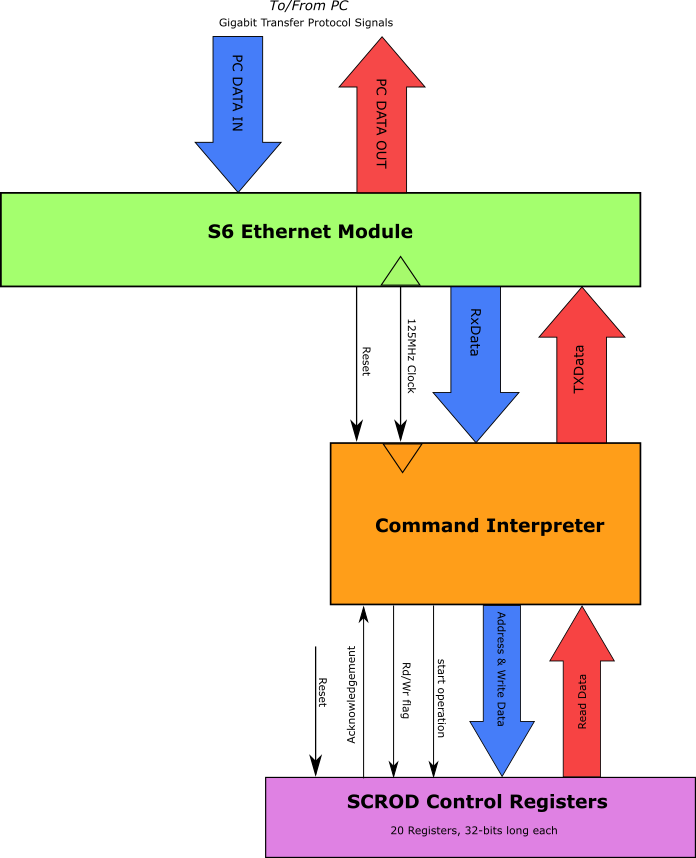 To/From PC
Gigabit Transfer Protocol Signals
PC DATA IN
PC DATA OUT
S6 Ethernet Module
Reset
125MHz Clock
RxData
TXData
Command Interpreter
Reset
Acknowledegement
Rd/Wr flag
start operation
Address & Write Data
Read Data
SCROD Control Registers
20 Registers, 32-bits long each